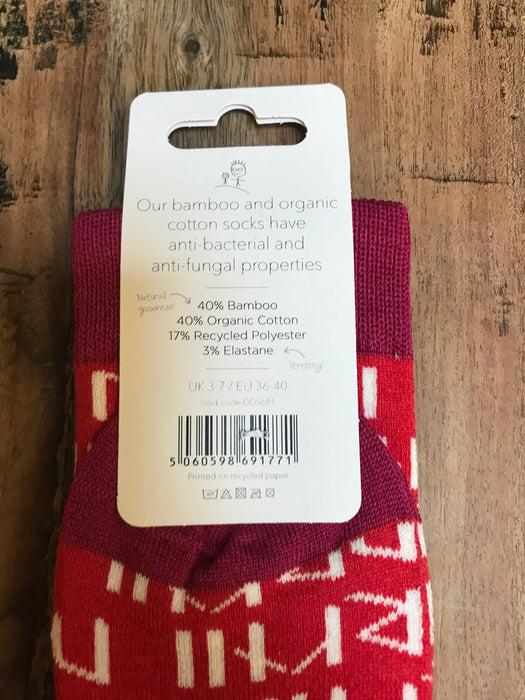 Our bamboo and organic
cotton socks have
anti-bacterial and
anti-fungal properties
Natural
goodness!
40% Bamboo
40% Organic Cotton
17% Recycled Polyester
3% Elastane
Stretchy!
UK 3-7 / EU 36-40
Sock code DDS681
5 060598 691771
Printed on recycled paper